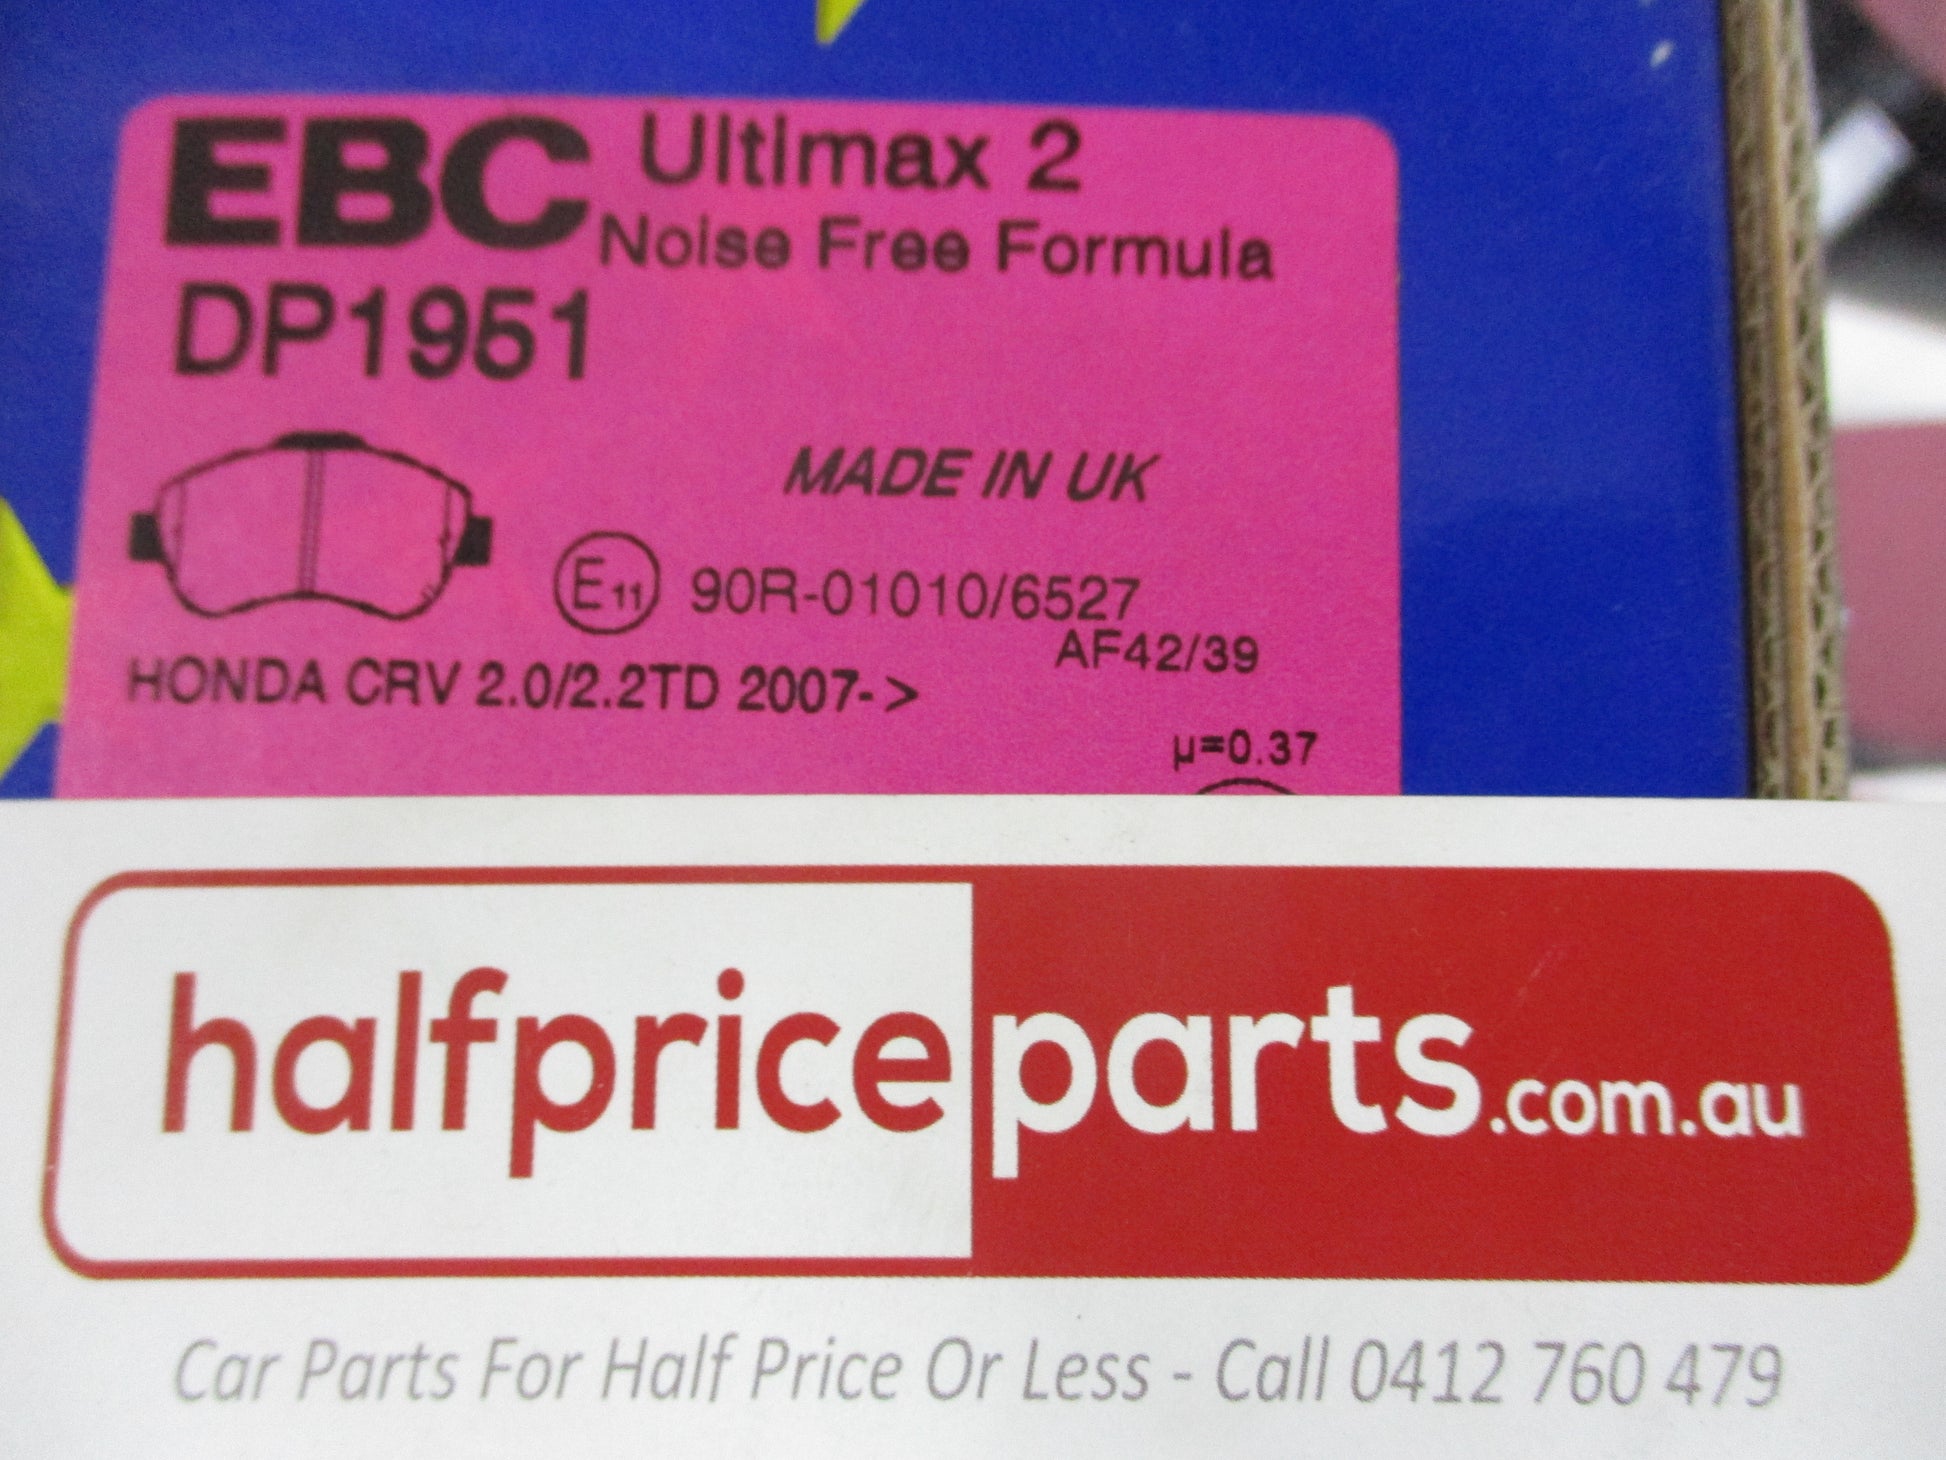 EBC Ultimax 2
Noise Free Formula
DP1951
MADE IN UK
E11 90R-01010/6527
AF42/39
HONDA CRV 2.0/2.2TD 2007->
µ=0.37
halfpriceparts.com.au
Car Parts For Half Price Or Less - Call 0412 760 479